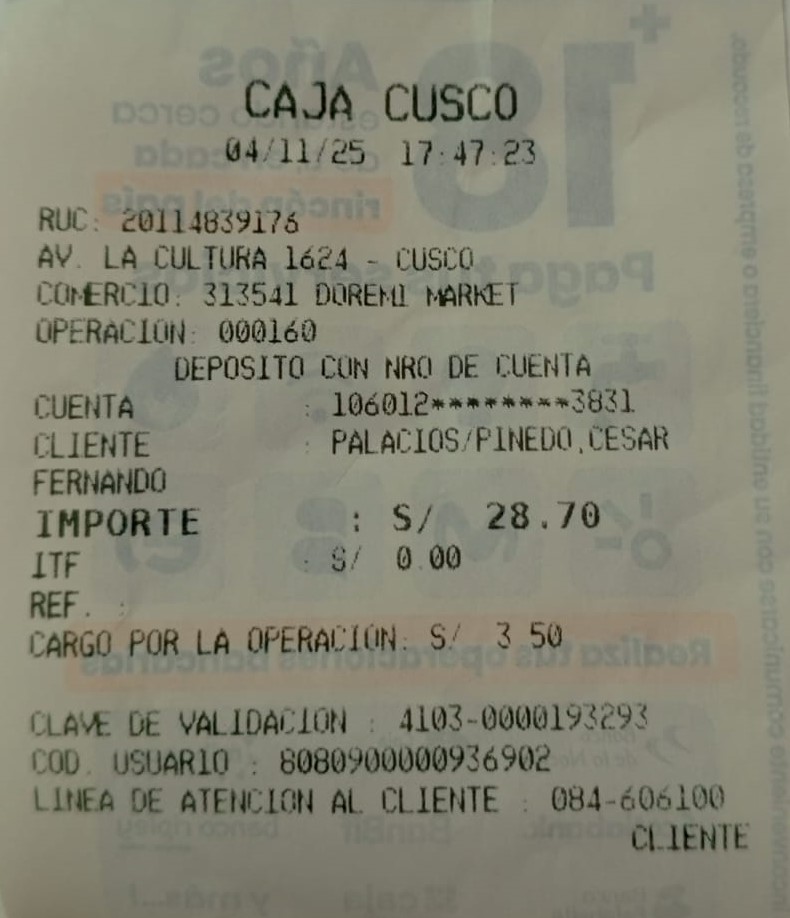 CAJA CUSCO
04/11/25 17:47:23
RUC: 20114839176
AV. LA CULTURA 1624 - CUSCO
COMERCIO: 313541 DOREMI MARKET
OPERACION: 000160
DEPOSITO CON NRO DE CUENTA
CUENTA : 106012********3831
CLIENTE : PALACIOS/PINEDO,CESAR
FERNANDO
IMPORTE : S/ 28.70
ITF : S/ 0.00
REF. :
CARGO POR LA OPERACION: S/ 3.50
CLAVE DE VALIDACION : 4103-0000193293
COD. USUARIO : 8080900000936902
LINEA DE ATENCION AL CLIENTE : 084-606100
CLIENTE